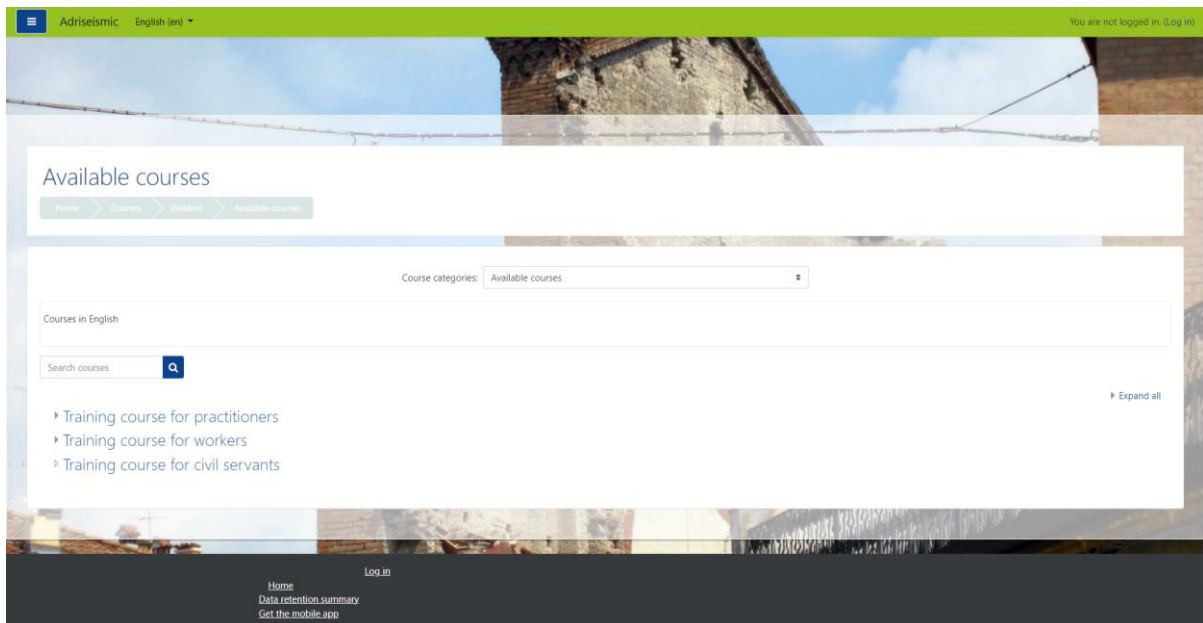 Adriseismic English (en) You are not logged in. (Log in)
Available courses
Home Courses (hidden) Available courses
Course categories: Available courses
Courses in English
Search courses
Expand all
Training course for practitioners
Training course for workers
Training course for civil servants
Log in
Home
Data retention summary
Get the mobile app